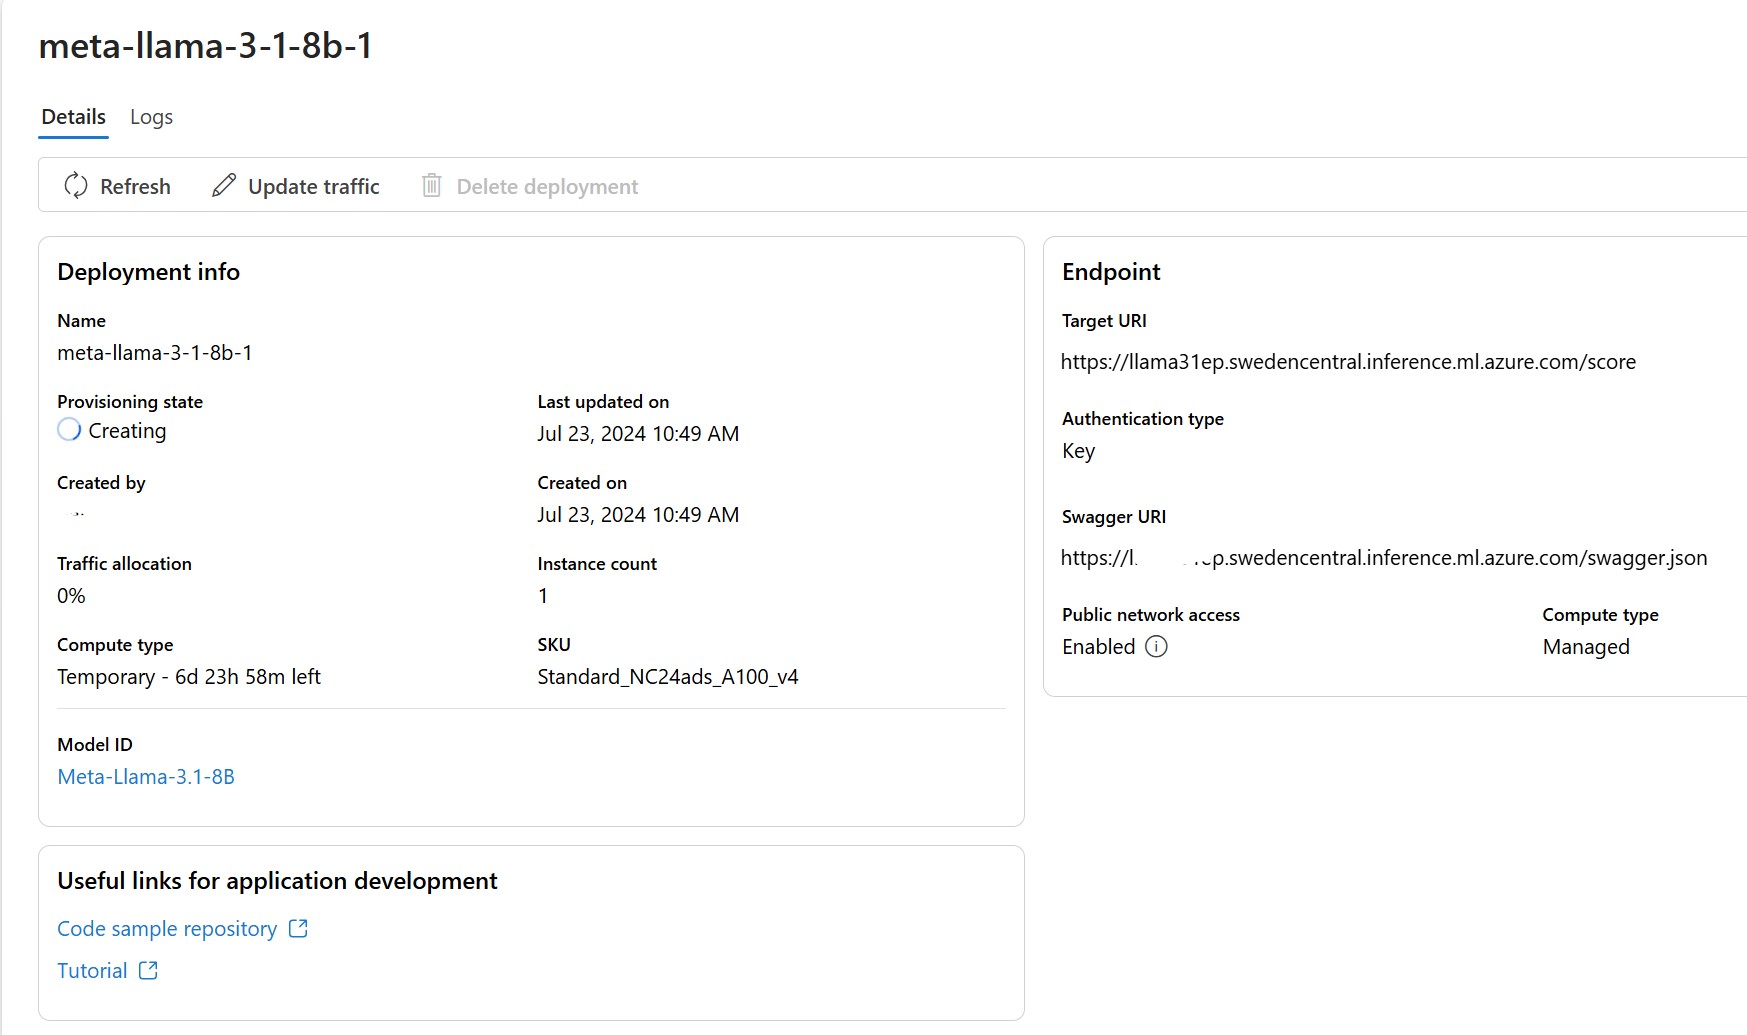 meta-llama-3-1-8b-1
Details Logs
Refresh Update traffic Delete deployment
Deployment info
Name
meta-llama-3-1-8b-1
Provisioning state Last updated on
Creating Jul 23, 2024 10:49 AM
Created by Created on
Jul 23, 2024 10:49 AM
Traffic allocation Instance count
0% 1
Compute type SKU
Temporary - 6d 23h 58m left Standard_NC24ads_A100_v4
Model ID
Meta-Llama-3.1-8B
Useful links for application development
Code sample repository
Tutorial
Endpoint
Target URI
https://llama31ep.swedencentral.inference.ml.azure.com/score
Authentication type
Key
Swagger URI
.swedencentral.inference.ml.azure.com/swagger.json
Public network access Compute type
Enabled Managed